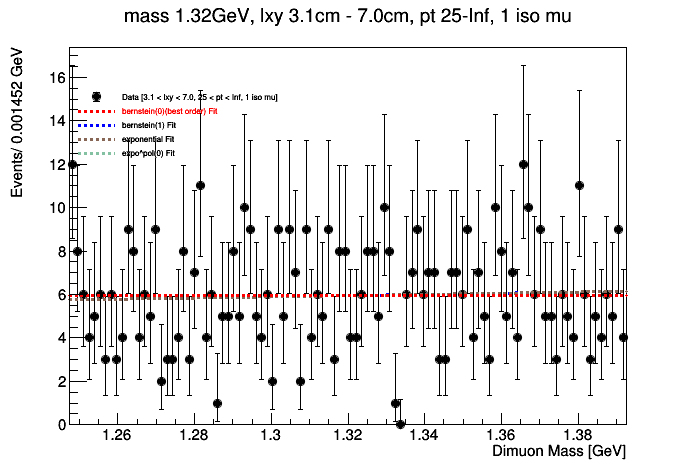 mass 1.32GeV, lxy 3.1cm - 7.0cm, pt 25-Inf, 1 iso mu
Events/ 0.001452 GeV
16
14
12
10
8
6
4
2
0
Data [3.1 < lxy < 7.0, 25 < pt < Inf, 1 iso mu]
bernstein(0)(best order) Fit
bernstein(1) Fit
exponential Fit
expo*pol(0) Fit
1.26 1.28 1.3 1.32 1.34 1.36 1.38
Dimuon Mass [GeV]